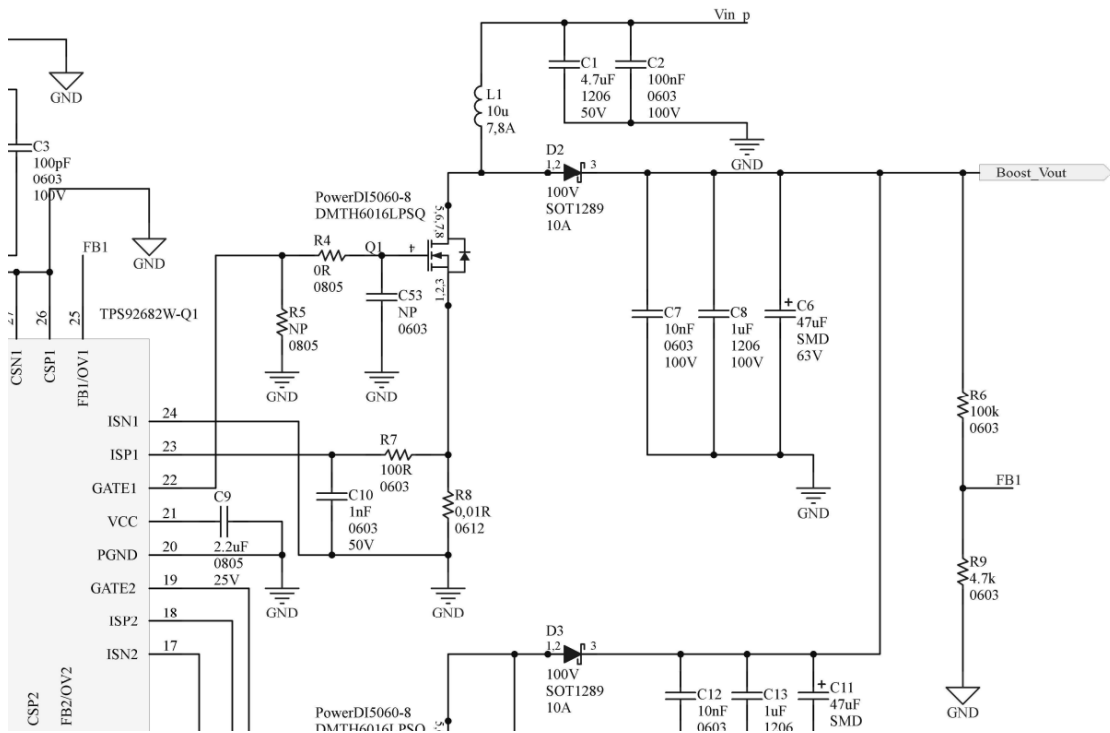 Vin_p
C1
4.7uF
1206
50V
C2
100nF
0603
100V
GND
L1
10u
7,8A
GND
C3
100pF
0603
100V
GND
FB1
D2
1,2
3
100V
SOT1289
10A
Boost_Vout
PowerDI5060-8
DMTH6016LPSQ
5,6,7,8
Q1
4
1,2,3
R4
0R
0805
R5
NP
0805
GND
C53
NP
0603
GND
TPS92682W-Q1
27
26
25
CSN1
CSP1
FB1/OV1
C7
10nF
0603
100V
C8
1uF
1206
100V
C6
47uF
SMD
63V
GND
R6
100k
0603
FB1
R9
4.7k
0603
GND
ISN1
24
ISP1
23
GATE1
22
VCC
21
PGND
20
GATE2
19
ISP2
18
ISN2
17
R7
100R
0603
C10
1nF
0603
50V
R8
0,01R
0612
GND
C9
2.2uF
0805
25V
GND
CSP2
FB2/OV2
D3
1,2
3
100V
SOT1289
10A
PowerDI5060-8
DMTH6016LPSQ
C12
10nF
0603
C13
1uF
1206
C11
47uF
SMD